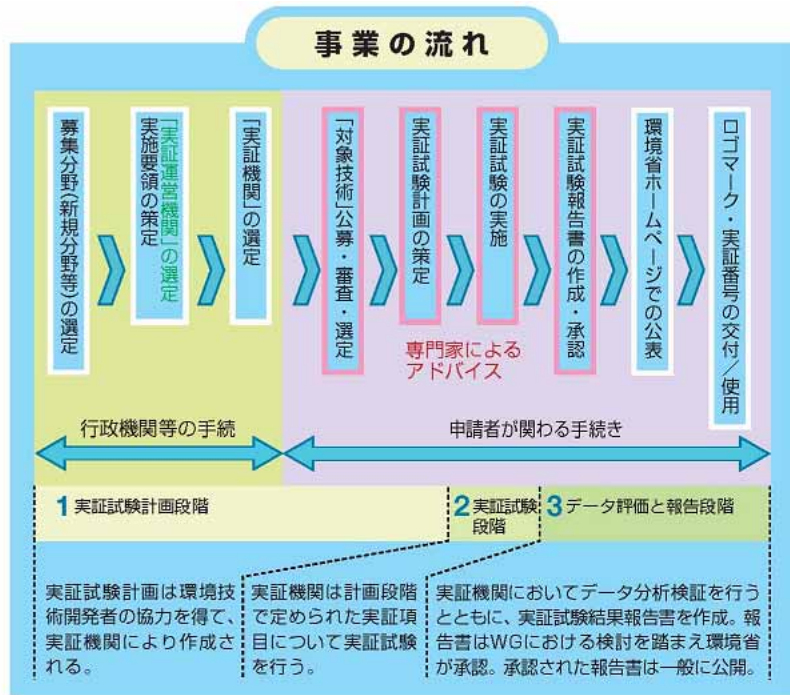 事業の流れ
募集分野(新規分野等)の選定
「実証運営機関」の選定
実施要領の策定
「実証機関」の選定
「対象技術」公募・審査・選定
実証試験計画の策定
実証試験の実施
実証試験報告書の作成・承認
環境省ホームページでの公表
ロゴマーク・実証番号の交付/使用
専門家による
アドバイス
行政機関等の手続
申請者が関わる手続き
1 実証試験計画段階
2 実証試験
段階
3 データ評価と報告段階
実証試験計画は環境技
術開発者の協力を得て、
実証機関により作成さ
れる。
実証機関は計画段階
で定められた実証項
目について実証試験
を行う。
実証機関においてデータ分析検証を行う
とともに、実証試験結果報告書を作成。報
告書はWGにおける検討を踏まえ環境省
が承認。承認された報告書は一般に公開。